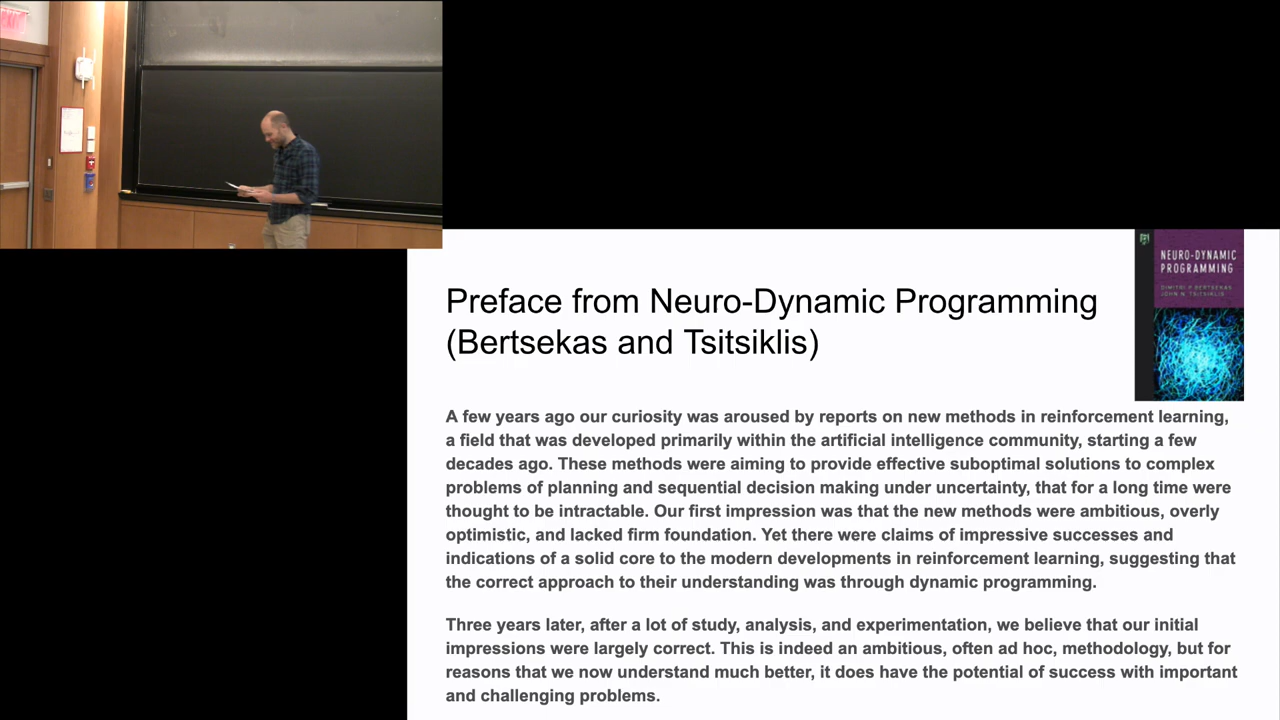 NEURO-DYNAMIC
PROGRAMMING
DIMITRI P. BERTSEKAS
JOHN N. TSITSIKLIS
Preface from Neuro-Dynamic Programming
(Bertsekas and Tsitsiklis)
A few years ago our curiosity was aroused by reports on new methods in reinforcement learning,
a field that was developed primarily within the artificial intelligence community, starting a few
decades ago. These methods were aiming to provide effective suboptimal solutions to complex
problems of planning and sequential decision making under uncertainty, that for a long time were
thought to be intractable. Our first impression was that the new methods were ambitious, overly
optimistic, and lacked firm foundation. Yet there were claims of impressive successes and
indications of a solid core to the modern developments in reinforcement learning, suggesting that
the correct approach to their understanding was through dynamic programming.
Three years later, after a lot of study, analysis, and experimentation, we believe that our initial
impressions were largely correct. This is indeed an ambitious, often ad hoc, methodology, but for
reasons that we now understand much better, it does have the potential of success with important
and challenging problems.